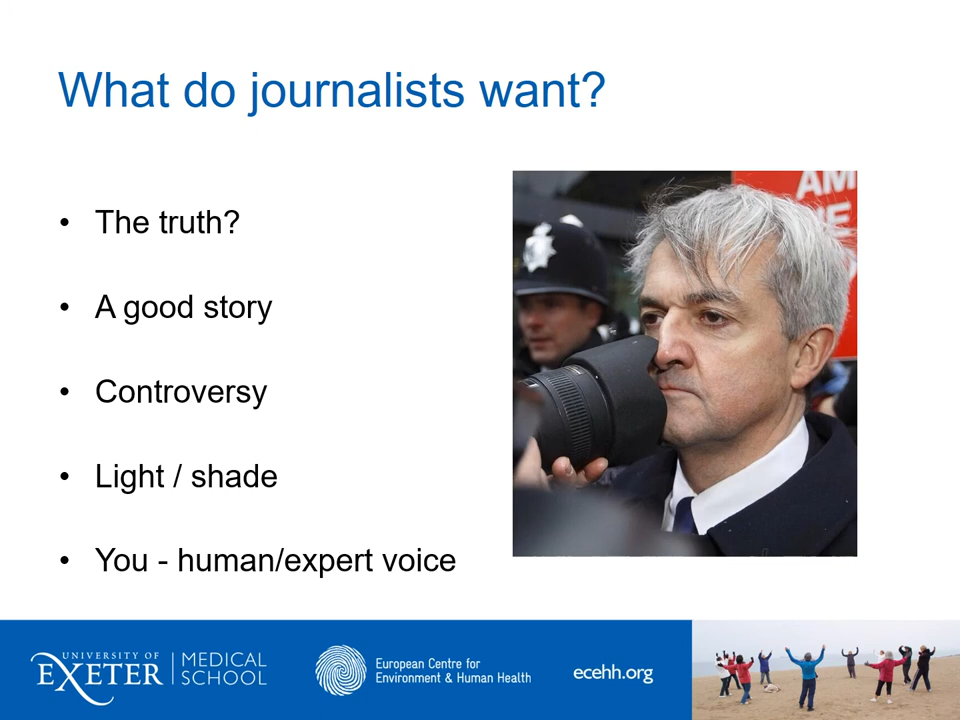 What do journalists want?
• The truth?
• A good story
• Controversy
• Light / shade
• You - human/expert voice
AM
UNIVERSITY OF
EXETER
MEDICAL
SCHOOL
European Centre for
Environment & Human Health
ecehh.org